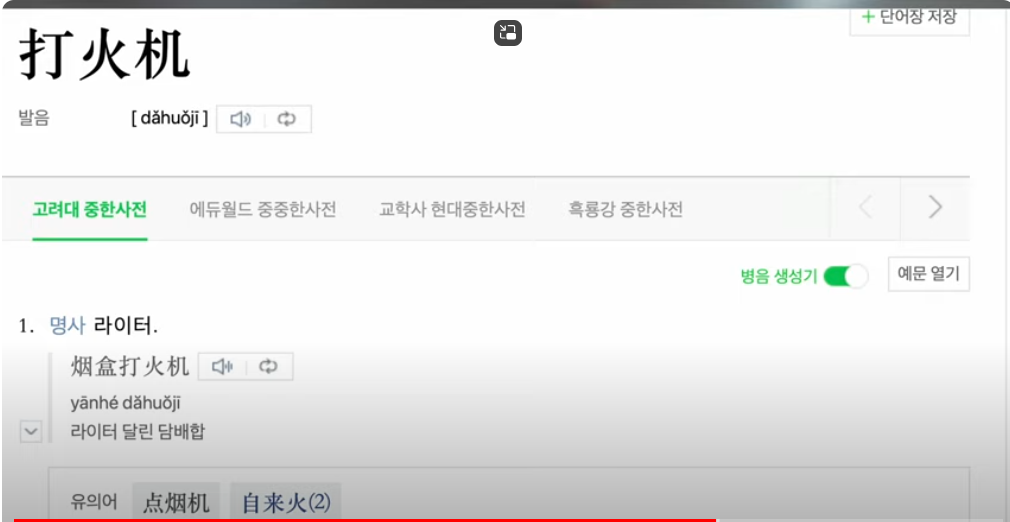 + 단어장 저장
打火机
발음 [ dǎhuǒjī ]
고려대 중한사전 에듀월드 중중한사전 교학사 현대중한사전 흑룡강 중한사전
병음 생성기 예문 열기
1. 명사 라이터.
烟盒打火机
yānhé dǎhuǒjī
라이터 달린 담배합
유의어 点烟机 自来火(2)